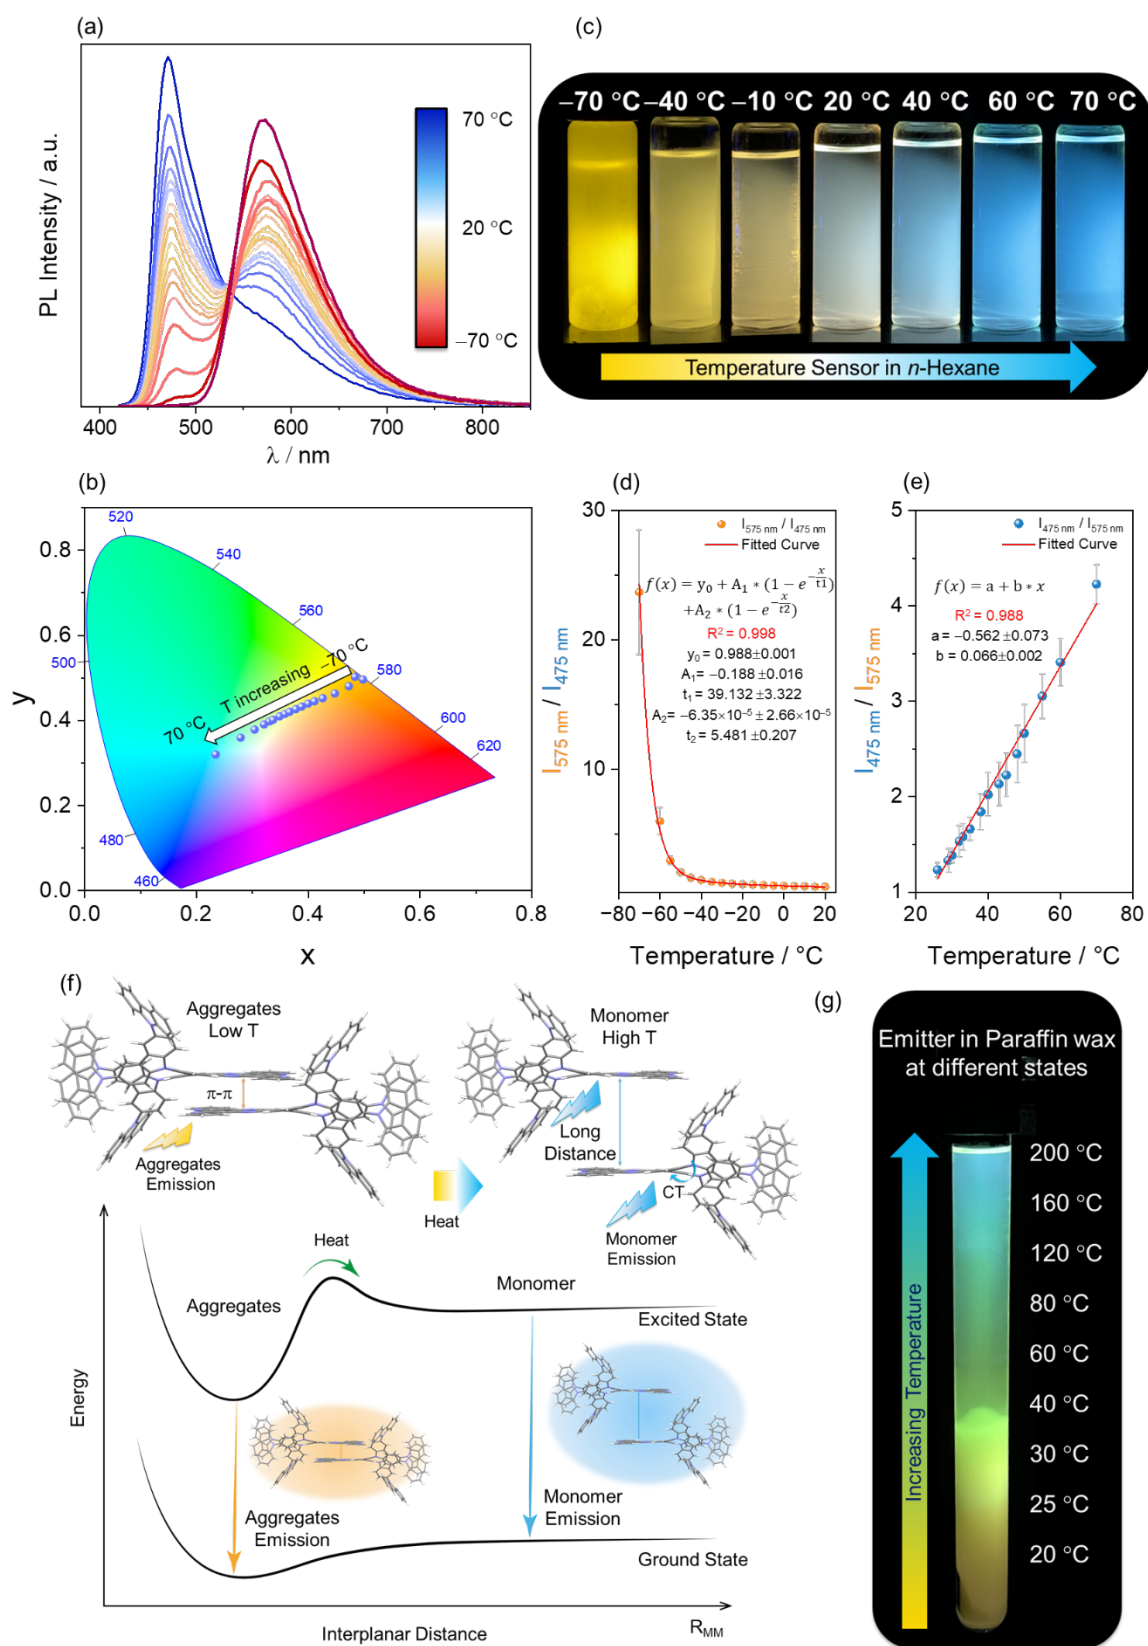 (a)
PL Intensity / a.u.
70 °C
20 °C
−70 °C
400 500 600 700 800
λ / nm
(c)
−70 °C −40 °C −10 °C 20 °C 40 °C 60 °C 70 °C
Temperature Sensor in n-Hexane
(b)
y
0.8
0.6
0.4
0.2
0.0
0.0 0.2 0.4 0.6 0.8
x
520
540
560
500
580
600
620
480
460
−70 °C
T increasing
70 °C
(d)
I575 nm / I475 nm
30
20
10
I575 nm / I475 nm
Fitted Curve
f(x) = y0 + A1 * (1 − e^−x/t1)
+A2 * (1 − e^−x/t2)
R² = 0.998
y0 = 0.988±0.001
A1= −0.188 ±0.016
t1= 39.132 ±3.322
A2= −6.35×10⁻⁵ ± 2.66×10⁻⁵
t2 = 5.481 ±0.207
−80 −60 −40 −20 0 20
Temperature / °C
(e)
I475 nm / I575 nm
5
4
3
2
1
I475 nm / I575 nm
Fitted Curve
f(x) = a + b * x
R² = 0.988
a = −0.562 ±0.073
b = 0.066±0.002
20 40 60 80
Temperature / °C
(f)
Aggregates
Low T
π-π
Aggregates
Emission
Heat
Monomer
High T
Long
Distance
CT
Monomer
Emission
Energy
Heat
Aggregates
Monomer
Excited State
Aggregates
Emission
Monomer
Emission
Ground State
Interplanar Distance
RMM
(g)
Emitter in Paraffin wax
at different states
Increasing Temperature
200 °C
160 °C
120 °C
80 °C
60 °C
40 °C
30 °C
25 °C
20 °C